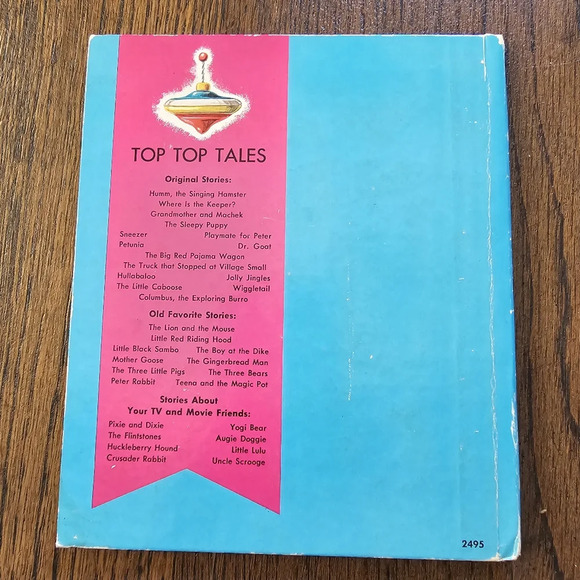 TOP TOP TALES
Original Stories:
Humm, the Singing Hamster
Where Is the Keeper?
Grandmother and Machek
The Sleepy Puppy
Sneezer Playmate for Peter
Petunia Dr. Goat
The Big Red Pajama Wagon
The Truck that Stopped at Village Small
Hullabaloo Jolly Jingles
The Little Caboose Wiggletail
Columbus, the Exploring Burro
Old Favorite Stories:
The Lion and the Mouse
Little Red Riding Hood
Little Black Sambo The Boy at the Dike
Mother Goose The Gingerbread Man
The Three Little Pigs The Three Bears
Peter Rabbit Teena and the Magic Pot
Stories About
Your TV and Movie Friends:
Pixie and Dixie Yogi Bear
The Flintstones Augie Doggie
Huckleberry Hound Little Lulu
Crusader Rabbit Uncle Scrooge
2495